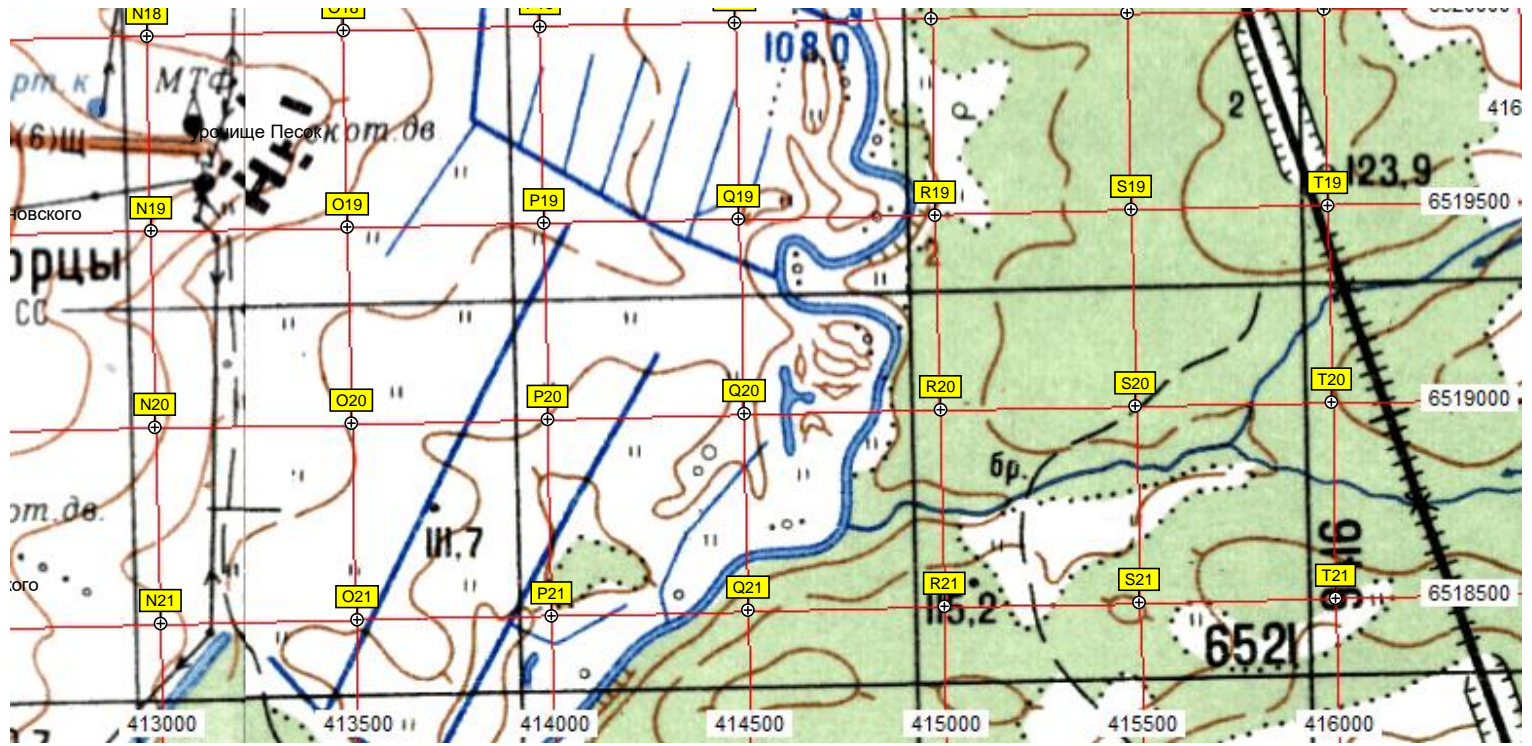 N18
O18
108,0
6520000
рт. к
МТФ
2
416
урочище Песок
скот. дв.
(6)Щ
123,9
N19
O19
P19
Q19
R19
S19
T19
6519500
новского
2
орцы
СС
N20
O20
P20
Q20
R20
S20
T20
6519000
бр.
от. дв.
111,7
кого
N21
O21
P21
Q21
R21
S21
T21
6518500
115,2
6521
413000
413500
414000
414500
415000
415500
416000